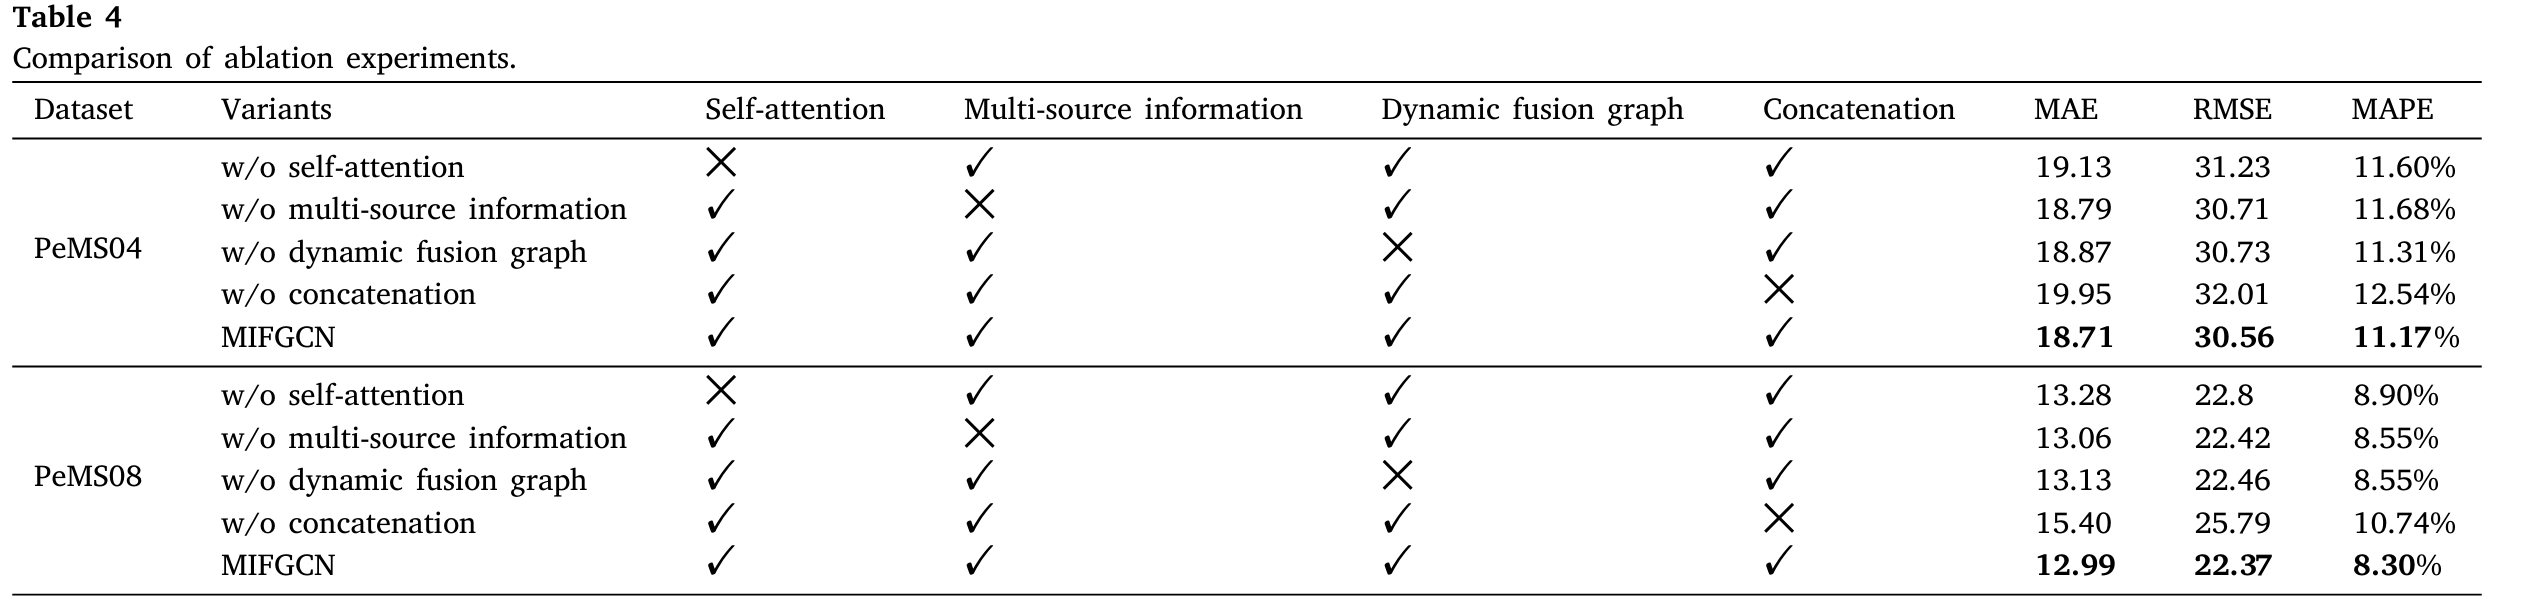 Table 4
Comparison of ablation experiments.
Dataset Variants Self-attention Multi-source information Dynamic fusion graph Concatenation MAE RMSE MAPE
w/o self-attention ✕ ✓ ✓ ✓ 19.13 31.23 11.60%
w/o multi-source information ✓ ✕ ✓ ✓ 18.79 30.71 11.68%
PeMS04 w/o dynamic fusion graph ✓ ✓ ✕ ✓ 18.87 30.73 11.31%
w/o concatenation ✓ ✓ ✓ ✕ 19.95 32.01 12.54%
MIFGCN ✓ ✓ ✓ ✓ 18.71 30.56 11.17%
w/o self-attention ✕ ✓ ✓ ✓ 13.28 22.8 8.90%
w/o multi-source information ✓ ✕ ✓ ✓ 13.06 22.42 8.55%
PeMS08 w/o dynamic fusion graph ✓ ✓ ✕ ✓ 13.13 22.46 8.55%
w/o concatenation ✓ ✓ ✓ ✕ 15.40 25.79 10.74%
MIFGCN ✓ ✓ ✓ ✓ 12.99 22.37 8.30%